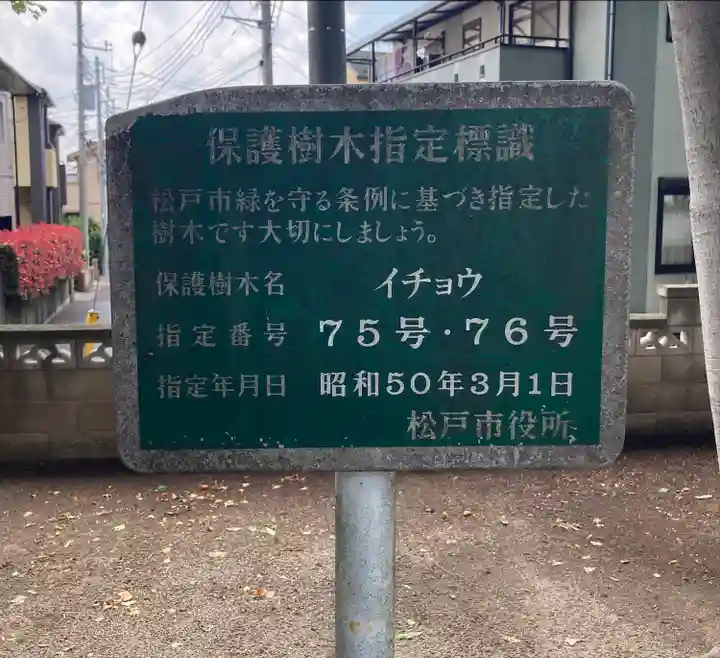 保護樹木指定標識
松戸市緑を守る条例に基づき指定した
樹木です大切にしましょう。
保護樹木名 イチョウ
指定番号 75号・76号
指定年月日 昭和50年3月1日
松戸市役所